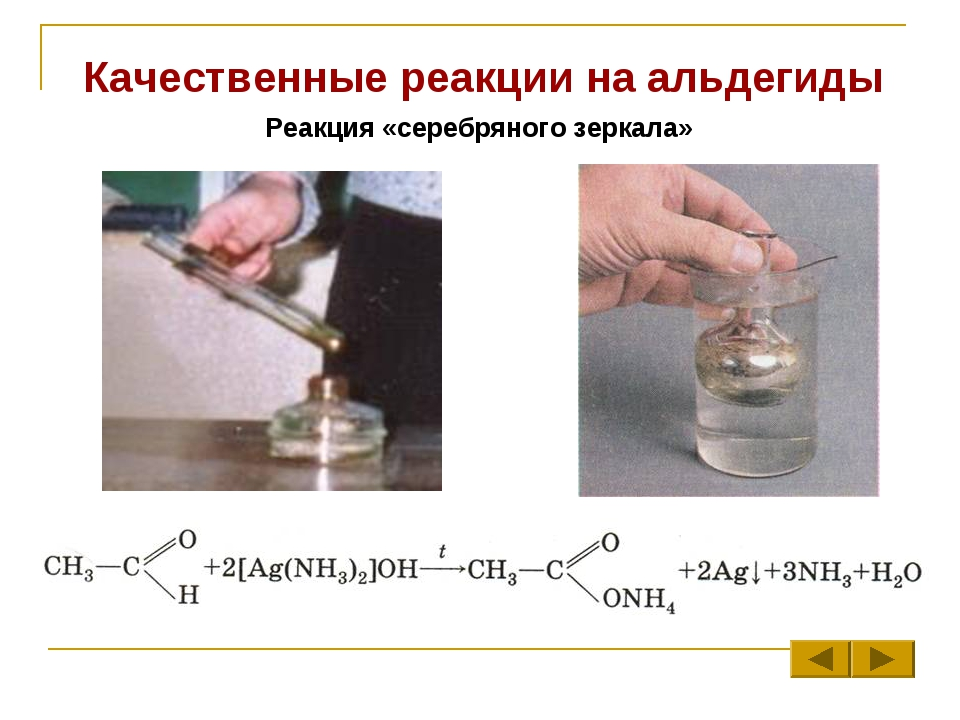 Качественные реакции на альдегиды
Реакция «серебряного зеркала»
CH₃—C O H +2[Ag(NH₃)₂]OH t → CH₃—C O ONH₄ +2Ag↓+3NH₃+H₂O